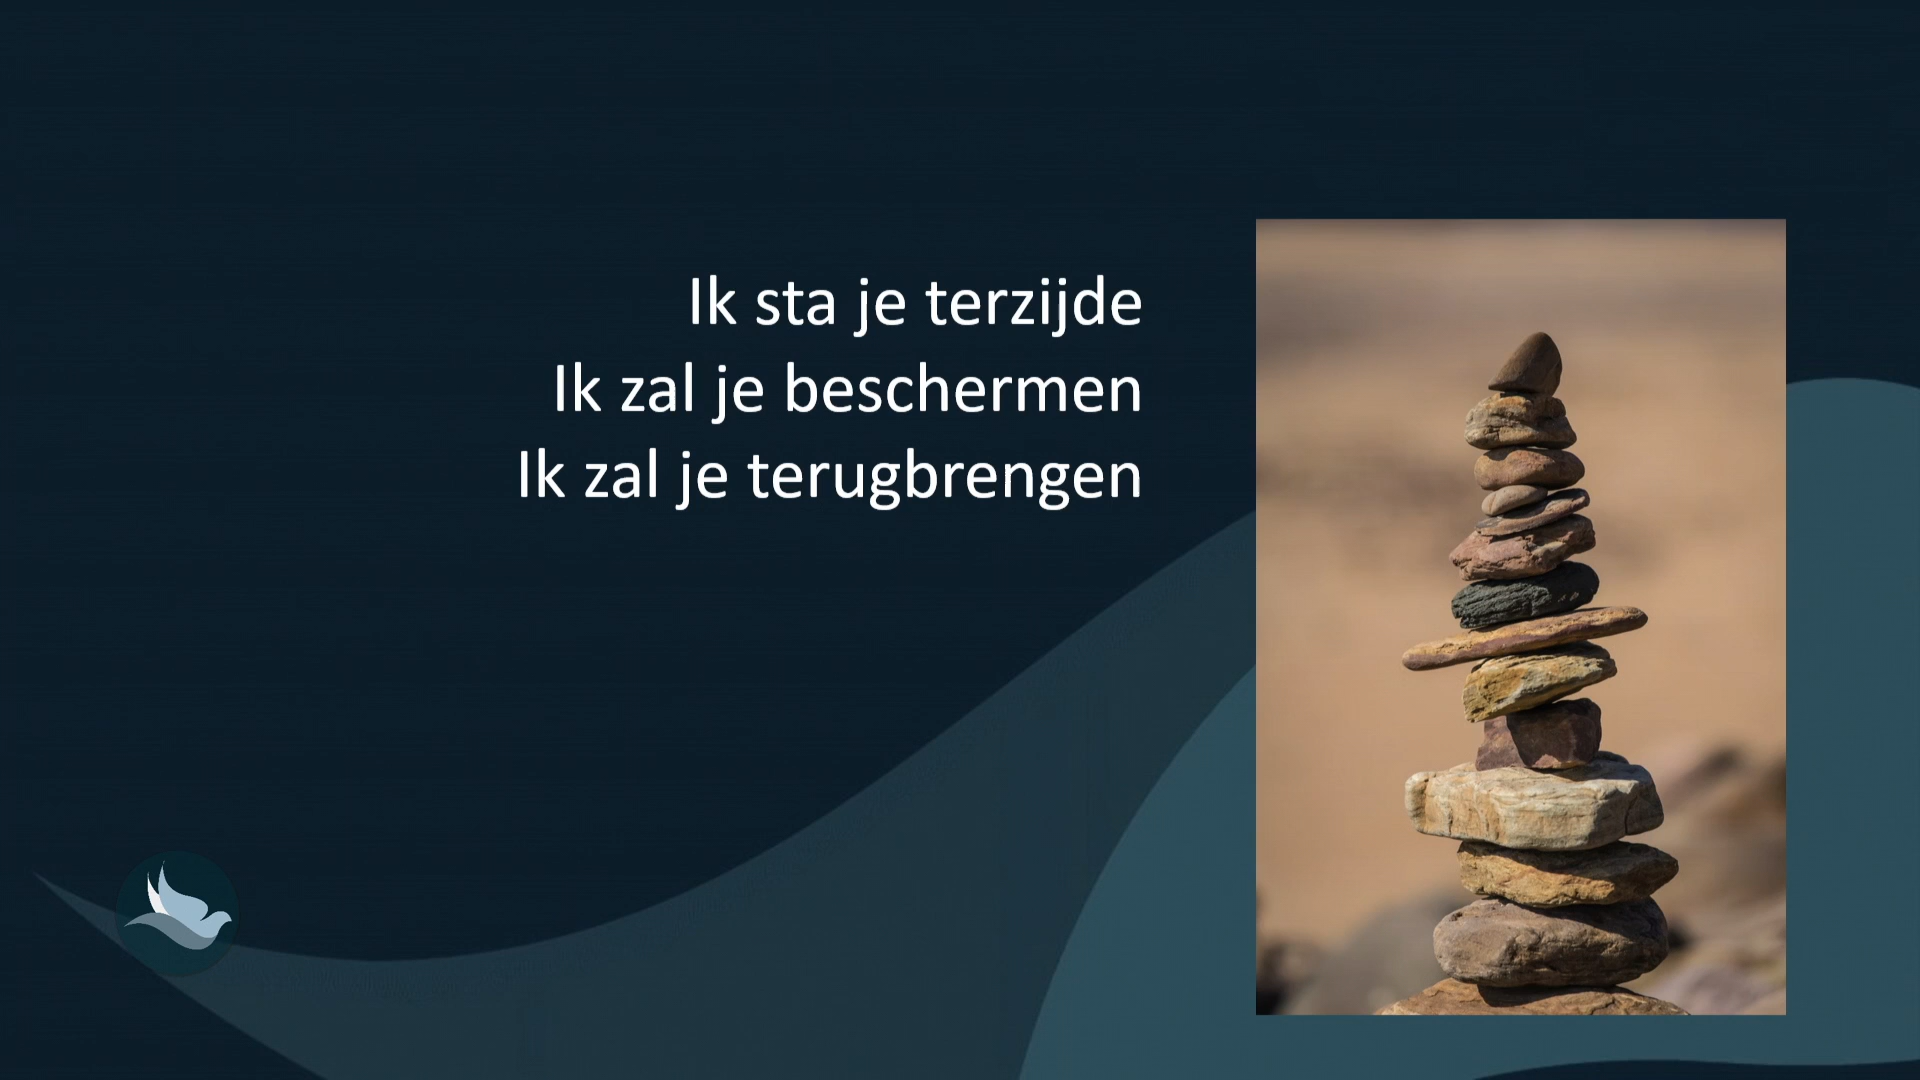 Ik sta je terzijde
Ik zal je beschermen
Ik zal je terugbrengen